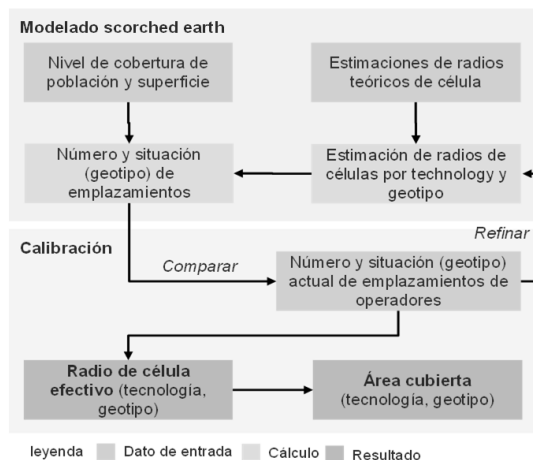 Modelado scorched earth
Nivel de cobertura de
población y superficie
Estimaciones de radios
teóricos de célula
Número y situación
(geotipo) de
emplazamientos
Estimación de radios de
células por technology y
geotipo
Refinar
Calibración
Comparar
Número y situación (geotipo)
actual de emplazamientos de
operadores
Radio de célula
efectivo (tecnología,
geotipo)
Área cubierta
(tecnología, geotipo)
leyenda
Dato de entrada
Cálculo
Resultado